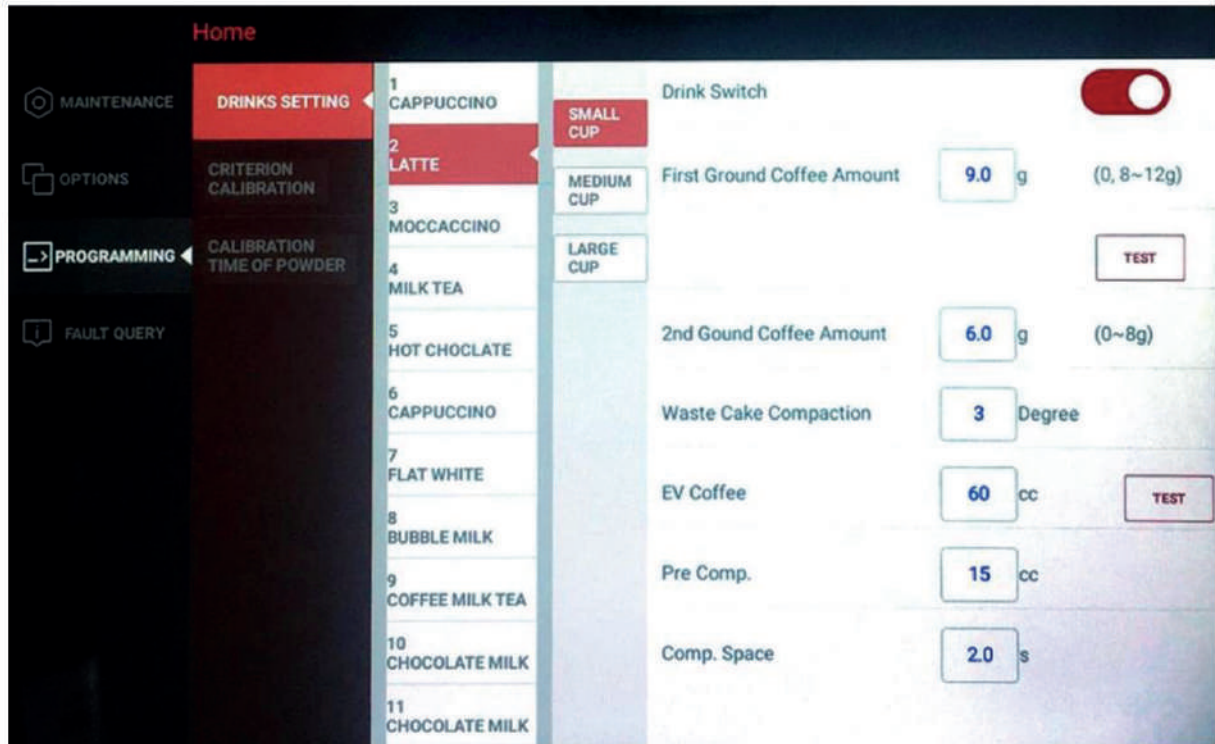 Home
MAINTENANCE
OPTIONS
PROGRAMMING
FAULT QUERY
DRINKS SETTING
CRITERION
CALIBRATION
CALIBRATION
TIME OF POWDER
1
CAPPUCCINO
2
LATTE
3
MOCCACCINO
4
MILK TEA
5
HOT CHOCLATE
6
CAPPUCCINO
7
FLAT WHITE
8
BUBBLE MILK
9
COFFEE MILK TEA
10
CHOCOLATE MILK
11
CHOCOLATE MILK
SMALL
CUP
MEDIUM
CUP
LARGE
CUP
Drink Switch
First Ground Coffee Amount 9.0 g (0, 8~12g)
TEST
2nd Gound Coffee Amount 6.0 g (0~8g)
Waste Cake Compaction 3 Degree
EV Coffee 60 cc TEST
Pre Comp. 15 cc
Comp. Space 2.0 s